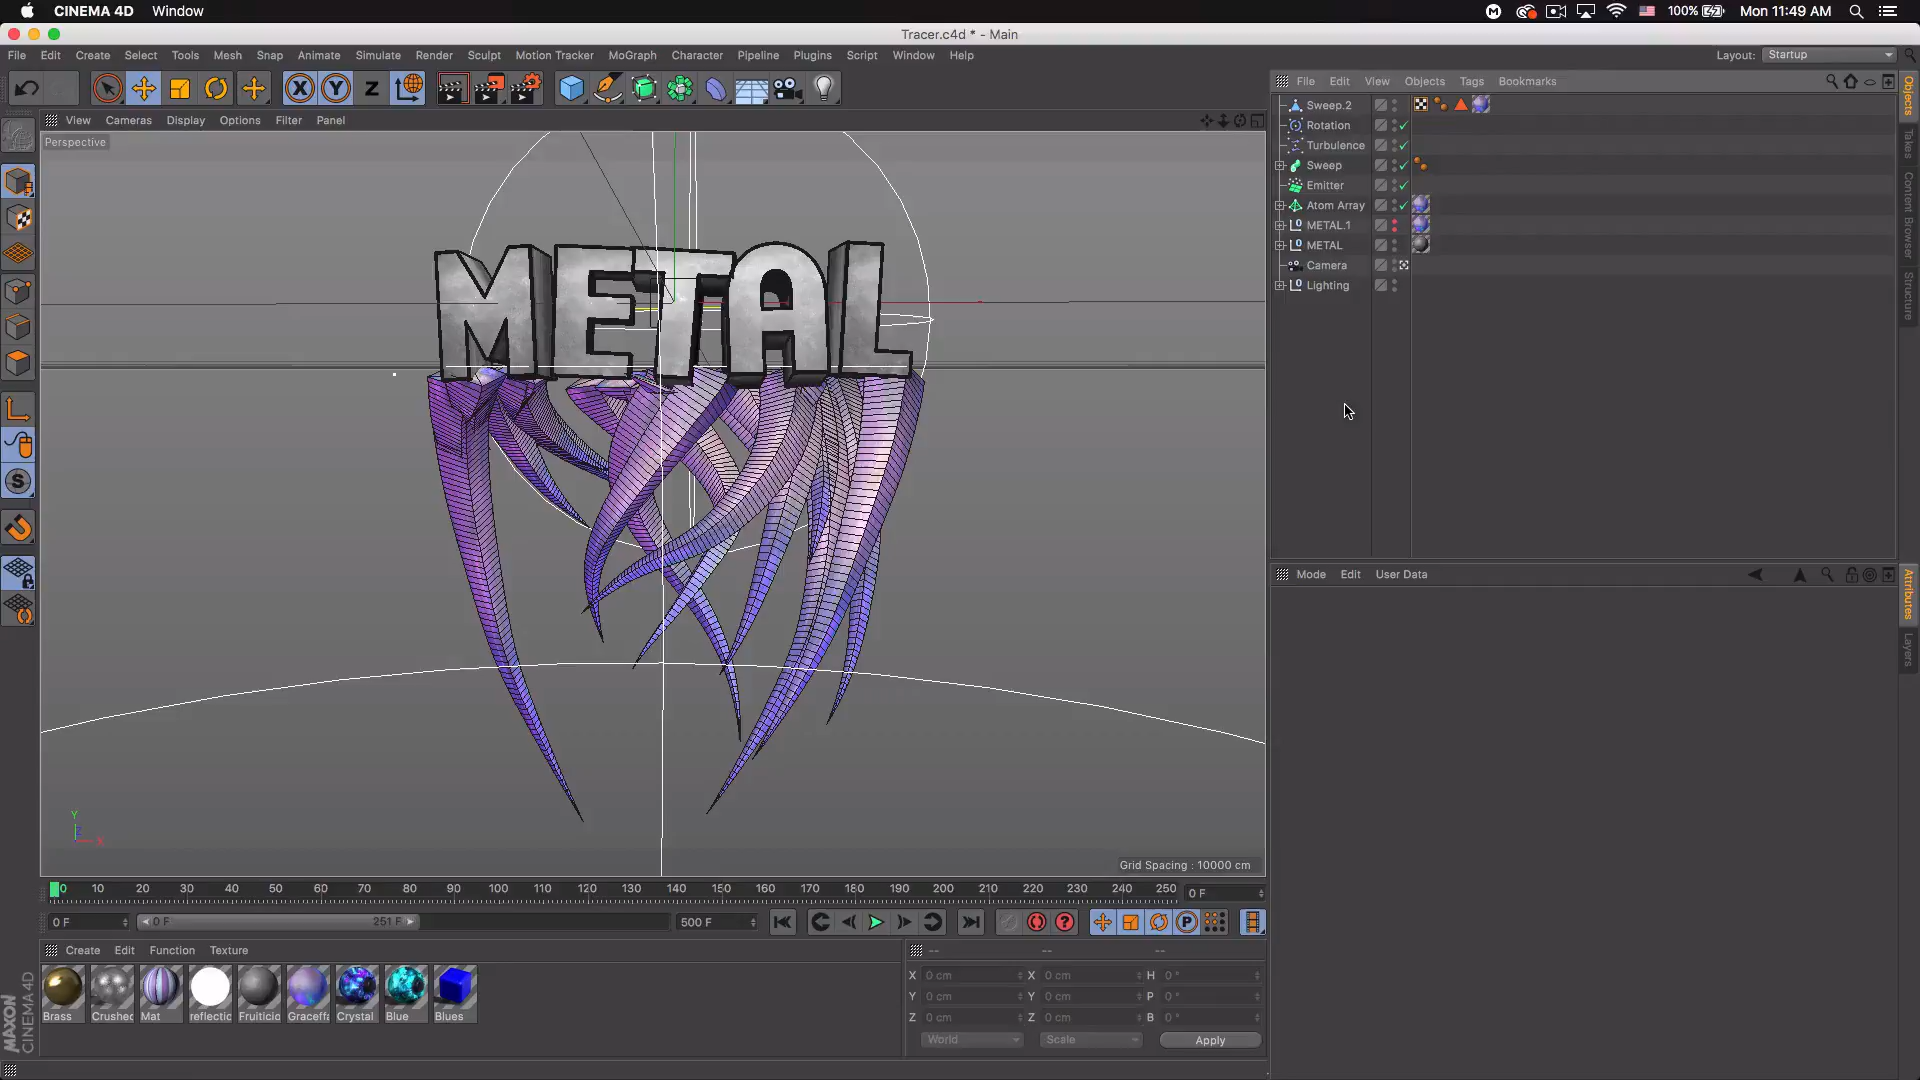 CINEMA 4D Window
100% Mon 11:49 AM
Tracer.c4d * - Main
File Edit Create Select Tools Mesh Snap Animate Simulate Render Sculpt Motion Tracker MoGraph Character Pipeline Plugins Script Window Help
Layout: Startup
X Y Z
File Edit View Objects Tags Bookmarks
View Cameras Display Options Filter Panel
Perspective
Sweep.2
Rotation
Turbulence
Sweep
Emitter
Atom Array
METAL.1
METAL
Camera
Lighting
Objects
Takes
Content Browser
Structure
METAL
Mode Edit User Data
Attributes
Layers
Y
X
Grid Spacing : 10000 cm
0 10 20 30 40 50 60 70 80 90 100 110 120 130 140 150 160 170 180 190 200 210 220 230 240 250
0 F
0 F 0 F 251 F 500 F
Create Edit Function Texture
-- -- --
Brass Crushed Mat reflectic Fruiticio Graceffa Crystal Blue Blues
X 0 cm X 0 cm H 0 °
Y 0 cm Y 0 cm P 0 °
Z 0 cm Z 0 cm B 0 °
World Scale Apply
MAXON
CINEMA 4D